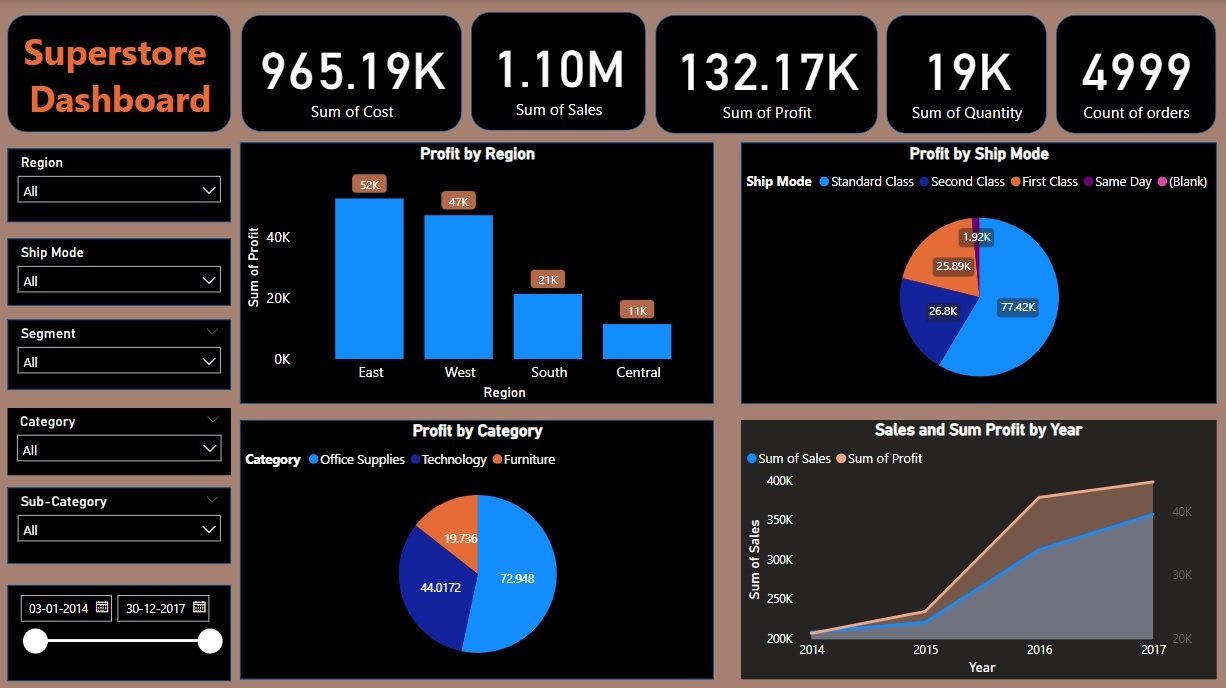 Superstore
Dashboard
965.19K
Sum of Cost
1.10M
Sum of Sales
132.17K
Sum of Profit
19K
Sum of Quantity
4999
Count of orders
Region
All
Ship Mode
All
Segment
All
Category
All
Sub-Category
All
03-01-2014 30-12-2017
Profit by Region
Sum of Profit
40K
20K
0K
52K
47K
21K
11K
East West South Central
Region
Profit by Ship Mode
Ship Mode Standard Class Second Class First Class Same Day (Blank)
1.92K
25.89K
26.8K
77.42K
Profit by Category
Category Office Supplies Technology Furniture
19.736
44.0172
72.948
Sales and Sum Profit by Year
Sum of Sales Sum of Profit
Sum of Sales
400K
350K
300K
250K
200K
40K
30K
20K
2014 2015 2016 2017
Year